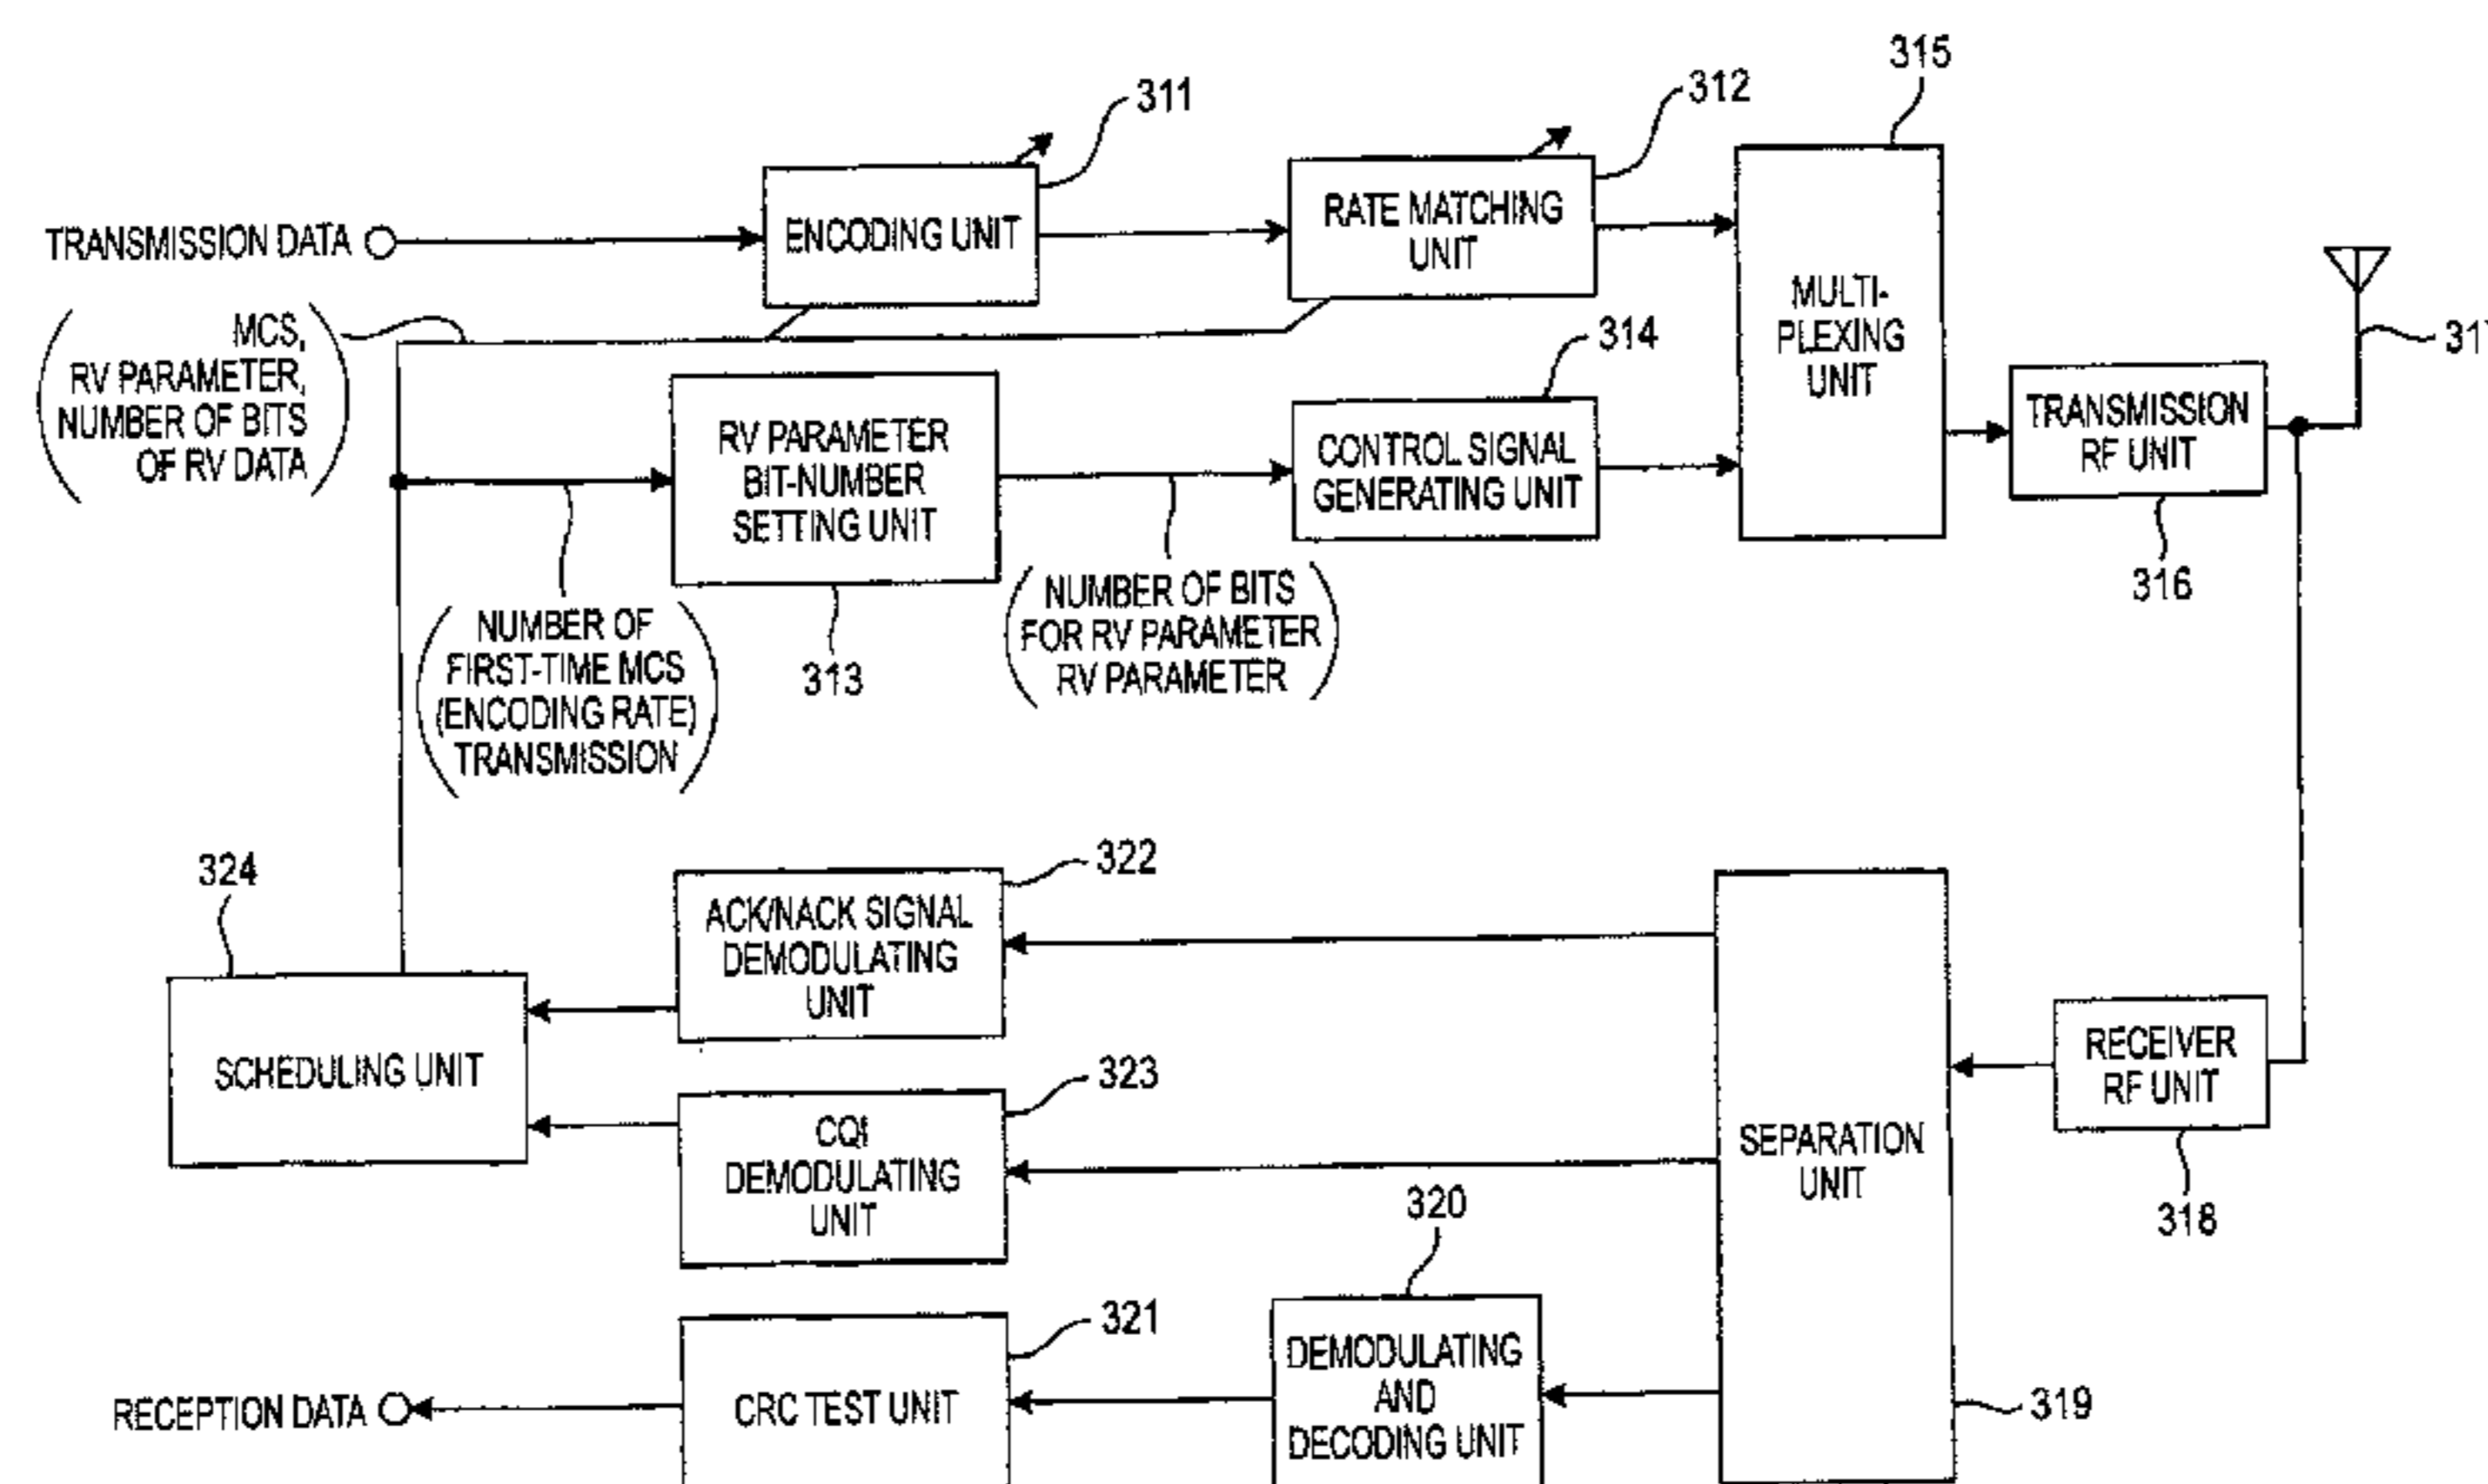 315
311
312
TRANSMISSION DATA
ENCODING UNIT
RATE MATCHING
UNIT
MULTI-
PLEXING
UNIT
MCS,
RV PARAMETER,
NUMBER OF BITS
OF RV DATA
314
RV PARAMETER
BIT-NUMBER
SETTING UNIT
CONTROL SIGNAL
GENERATING UNIT
TRANSMISSION
RF UNIT
316
NUMBER OF
FIRST-TIME MCS
(ENCODING RATE)
TRANSMISSION
313
NUMBER OF BITS
FOR RV PARAMETER
RV PARAMETER
324
322
ACK/NACK SIGNAL
DEMODULATING
UNIT
SCHEDULING UNIT
323
CQI
DEMODULATING
UNIT
SEPARATION
UNIT
RECEIVER
RF UNIT
318
320
321
RECEPTION DATA
CRC TEST UNIT
DEMODULATING
AND
DECODING UNIT
319